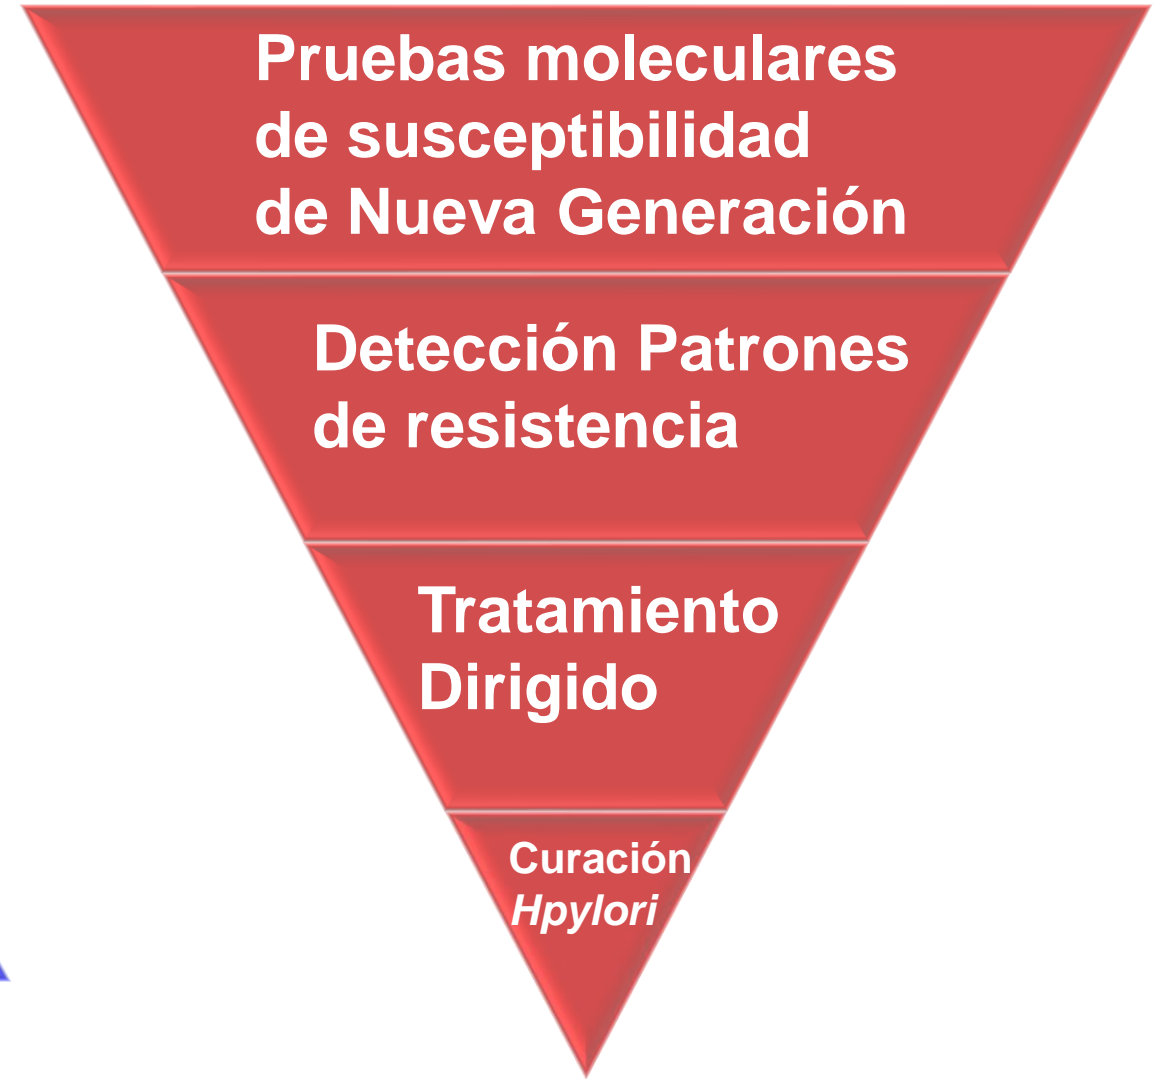 Pruebas moleculares
de susceptibilidad
de Nueva Generación
Detección Patrones
de resistencia
Tratamiento
Dirigido
Curación
Hpylori